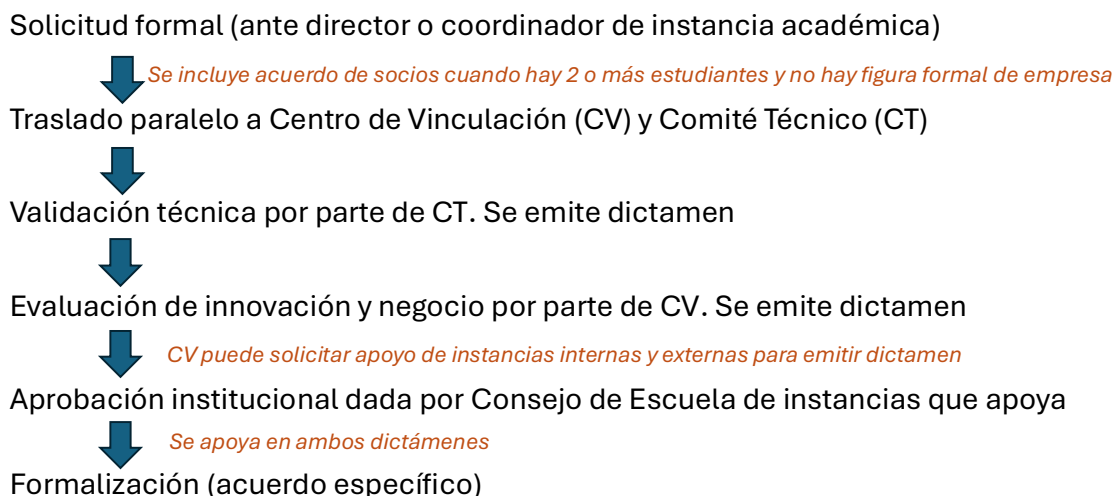 Solicitud formal (ante director o coordinador de instancia académica)
Se incluye acuerdo de socios cuando hay 2 o más estudiantes y no hay figura formal de empresa
Traslado paralelo a Centro de Vinculación (CV) y Comité Técnico (CT)
Validación técnica por parte de CT. Se emite dictamen
Evaluación de innovación y negocio por parte de CV. Se emite dictamen
CV puede solicitar apoyo de instancias internas y externas para emitir dictamen
Aprobación institucional dada por Consejo de Escuela de instancias que apoya
Se apoya en ambos dictámenes
Formalización (acuerdo específico)